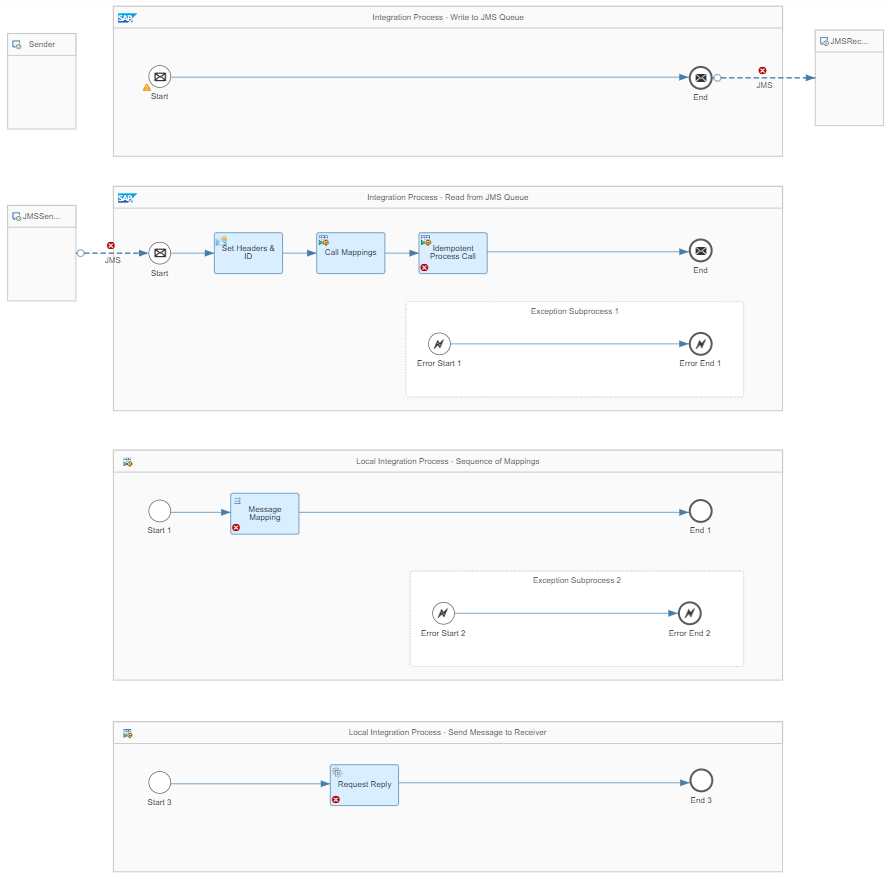 SAP
Integration Process - Write to JMS Queue
Sender
JMSRec...
Start
End
JMS
SAP
Integration Process - Read from JMS Queue
JMSSen...
JMS
Start
Set Headers &
ID
Call Mappings
Idempotent
Process Call
End
Exception Subprocess 1
Error Start 1
Error End 1
Local Integration Process - Sequence of Mappings
Start 1
Message
Mapping
End 1
Exception Subprocess 2
Error Start 2
Error End 2
Local Integration Process - Send Message to Receiver
Start 3
Request Reply
End 3